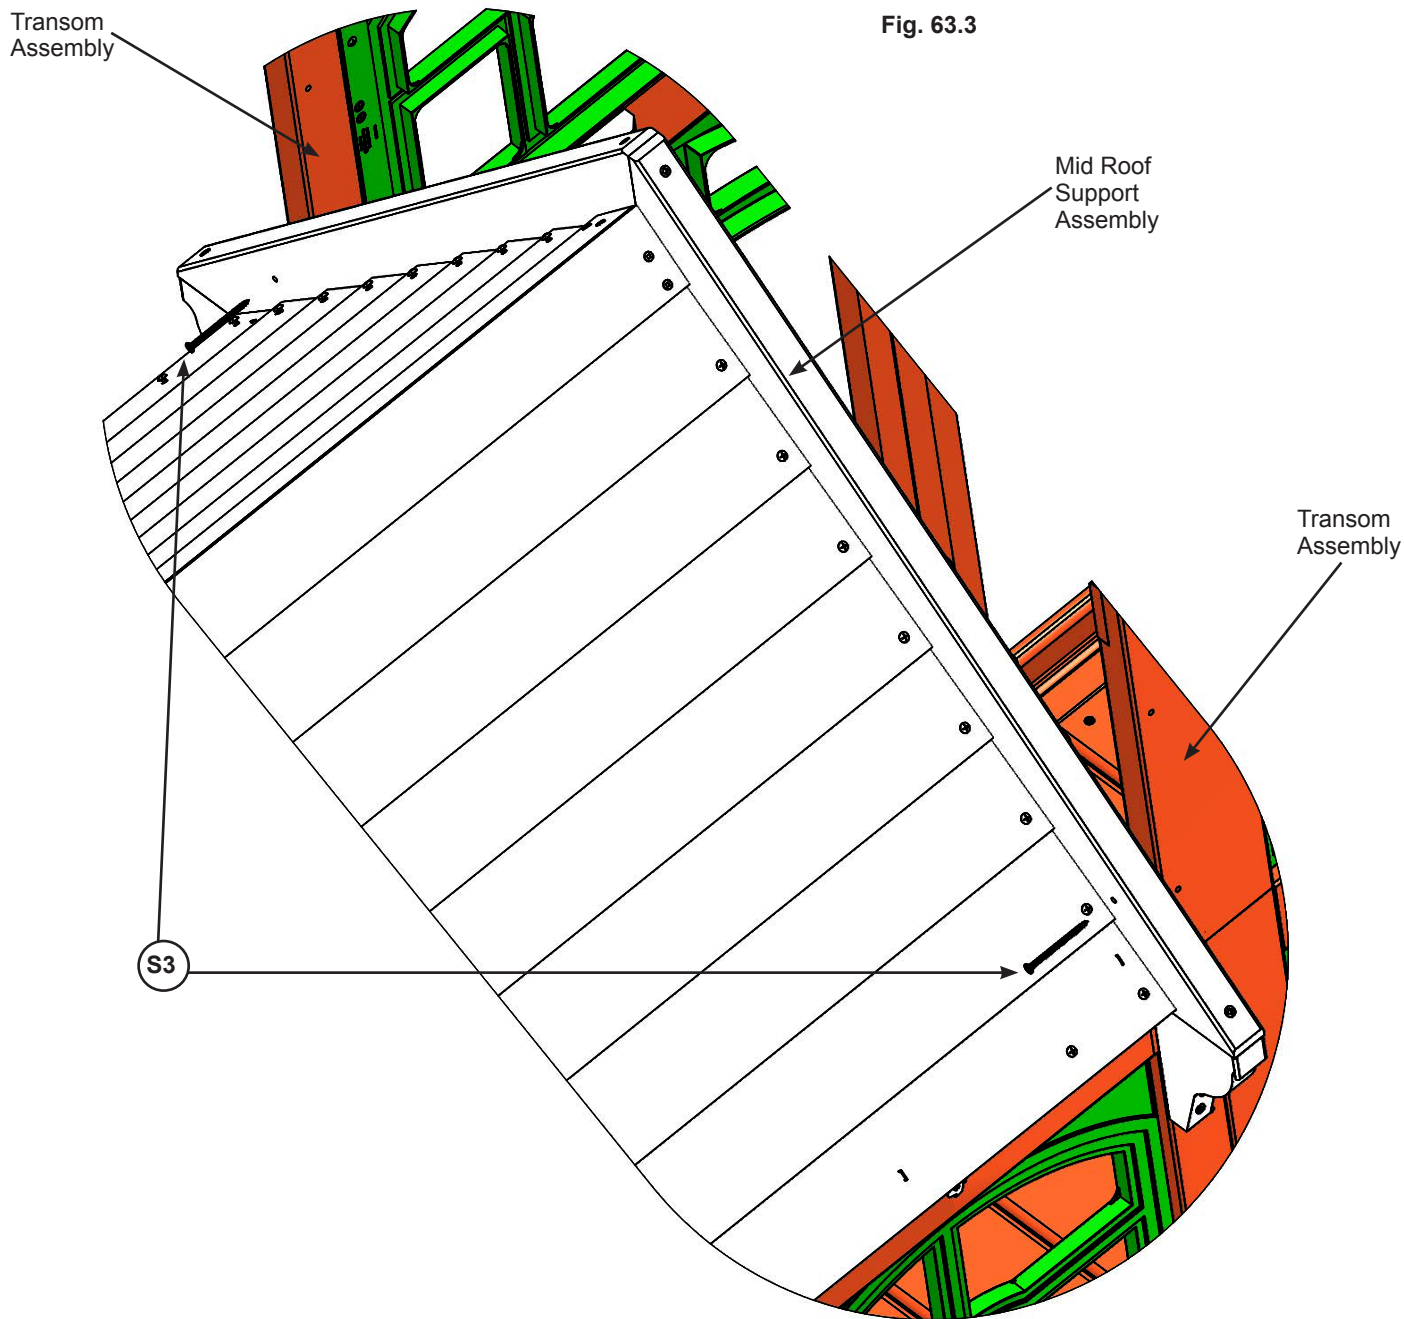 Transom
Assembly
Fig. 63.3
Mid Roof
Support
Assembly
Transom
Assembly
S3